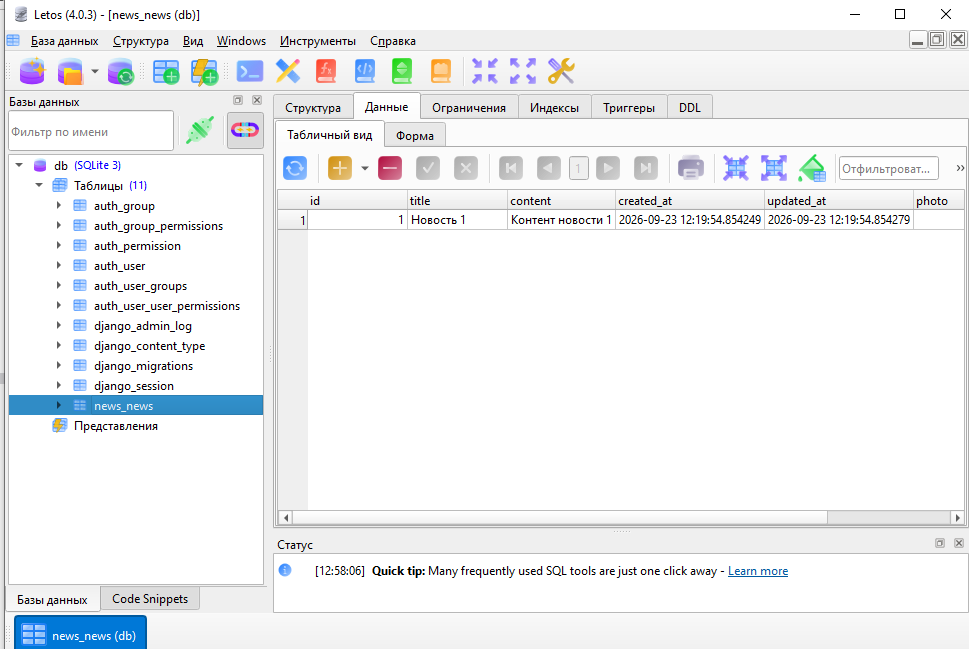 Letos (4.0.3) - [news_news (db)]
База данных Структура Вид Windows Инструменты Справка
Базы данных
Фильтр по имени
db (SQLite 3)
Таблицы (11)
auth_group
auth_group_permissions
auth_permission
auth_user
auth_user_groups
auth_user_user_permissions
django_admin_log
django_content_type
django_migrations
django_session
news_news
Представления
Базы данных Code Snippets
Структура Данные Ограничения Индексы Триггеры DDL
Табличный вид Форма
1 Отфильтроват... »
id title content created_at updated_at photo
1 1 Новость 1 Контент новости 1 2026-09-23 12:19:54.854249 2026-09-23 12:19:54.854279
Статус
[12:58:06] Quick tip: Many frequently used SQL tools are just one click away - Learn more
news_news (db)